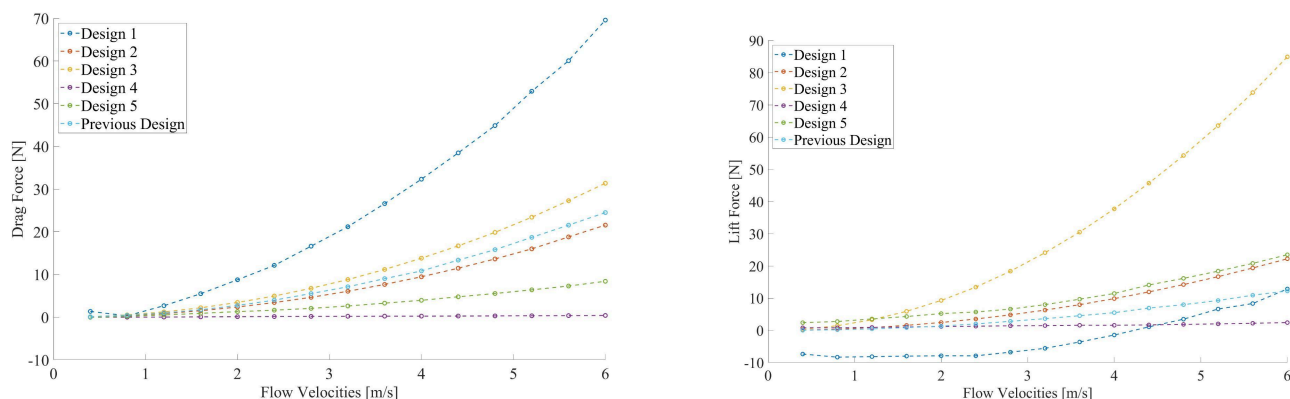 70
60
50
40
30
20
10
0
-10
Drag Force [N]
Design 1
Design 2
Design 3
Design 4
Design 5
Previous Design
0 1 2 3 4 5 6
Flow Velocities [m/s]
90
80
70
60
50
40
30
20
10
0
-10
Lift Force [N]
Design 1
Design 2
Design 3
Design 4
Design 5
Previous Design
0 1 2 3 4 5 6
Flow Velocities [m/s]